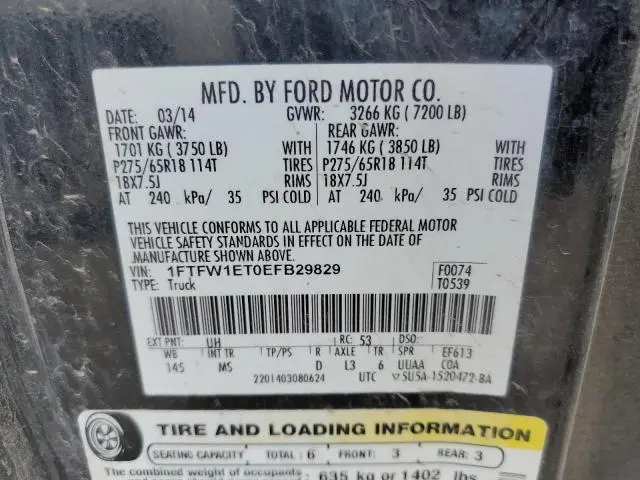 MFD. BY FORD MOTOR CO.
DATE: 03/14 GVWR: 3266 KG ( 7200 LB)
FRONT GAWR: REAR GAWR:
1701 KG ( 3750 LB) WITH 1746 KG ( 3850 LB) WITH
P275/65R18 114T TIRES P275/65R18 114T TIRES
18X7.5J RIMS 18X7.5J RIMS
AT 240 kPa/ 35 PSI COLD AT 240 kPa/ 35 PSI COLD
THIS VEHICLE CONFORMS TO ALL APPLICABLE FEDERAL MOTOR
VEHICLE SAFETY STANDARDS IN EFFECT ON THE DATE OF
MANUFACTURE SHOWN ABOVE.
VIN: 1FTFW1ET0EFB29829 F0074
TYPE: Truck T0539
EXT PNT: UH RC: 53 DSO:
WB INT TR TP/PS R AXLE TR SPR EF613
145 MS D L3 6 UUAA COA
2201403080624 UTC 5U5A-1520472-BA
TIRE AND LOADING INFORMATION
SEATING CAPACITY TOTAL: 6 FRONT: 3 REAR: 3
The combined weight of occupants 635 kg or 1402 lbs